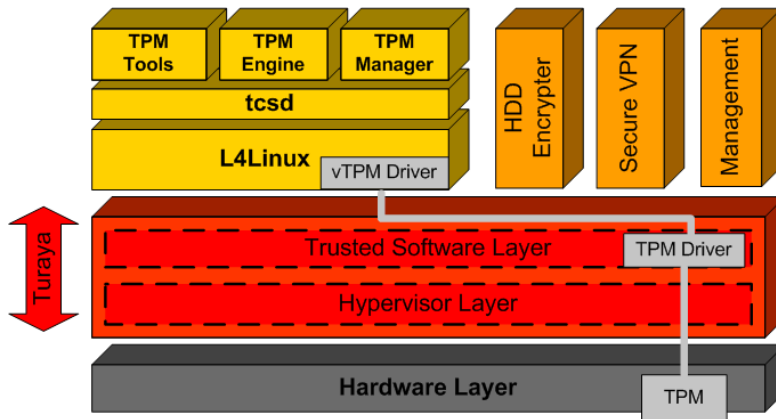 TPM
Tools
TPM
Engine
TPM
Manager
tcsd
L4Linux
vTPM Driver
HDD
Encrypter
Secure VPN
Management
Turaya
Trusted Software Layer
TPM Driver
Hypervisor Layer
Hardware Layer
TPM